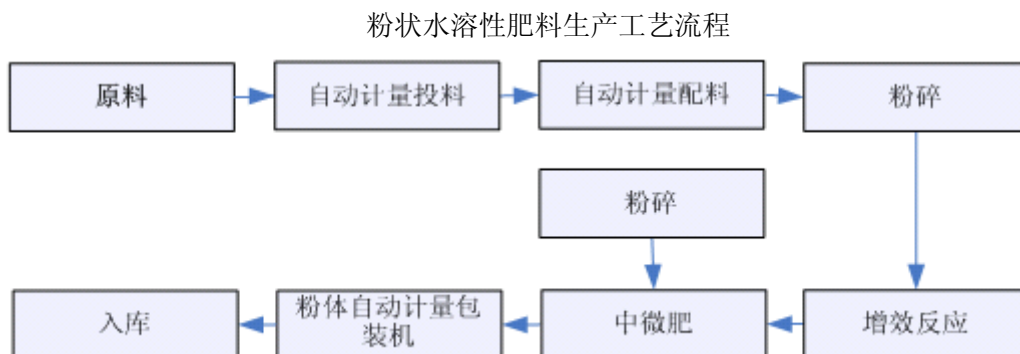 粉状水溶性肥料生产工艺流程
原料
自动计量投料
自动计量配料
粉碎
粉碎
入库
粉体自动计量包
装机
中微肥
增效反应